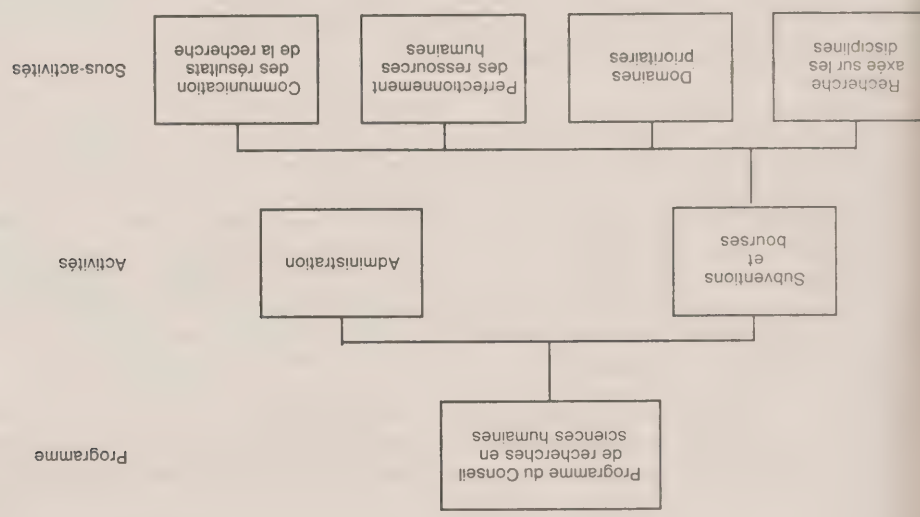 Programme du Conseil
de recherches en
sciences humaines
Programme
Subventions
et
bourses
Administration
Activités
Recherche
axée sur les
disciplines
Domaines
prioritaires
Perfectionnement
des ressources
humaines
Communication
des résultats
de la recherche
Sous-activités